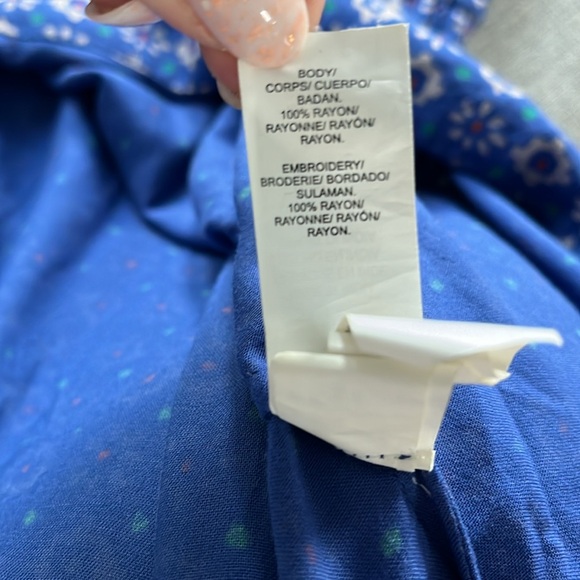 BODY/
CORPS/ CUERPO/
BADAN.
100% RAYON/
RAYONNE/ RAYÓN/
RAYON.
EMBROIDERY/
BRODERIE/ BORDADO/
SULAMAN.
100% RAYON/
RAYONNE/ RAYÓN/
RAYON.